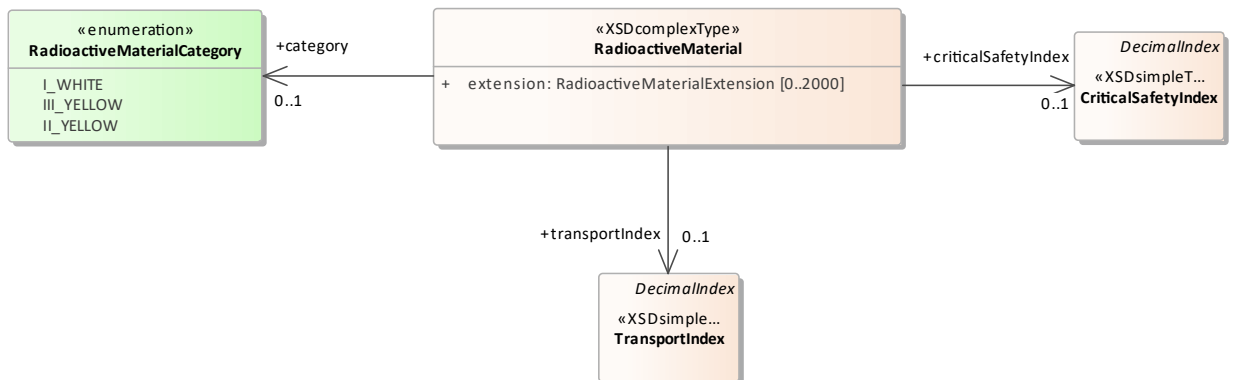 «enumeration»
RadioactiveMaterialCategory
I_WHITE
III_YELLOW
II_YELLOW
+category
0..1
«XSDcomplexType»
RadioactiveMaterial
+ extension: RadioactiveMaterialExtension [0..2000]
+criticalSafetyIndex
0..1
DecimalIndex
«XSDsimpleT...
CriticalSafetyIndex
+transportIndex
0..1
DecimalIndex
«XSDsimple...
TransportIndex